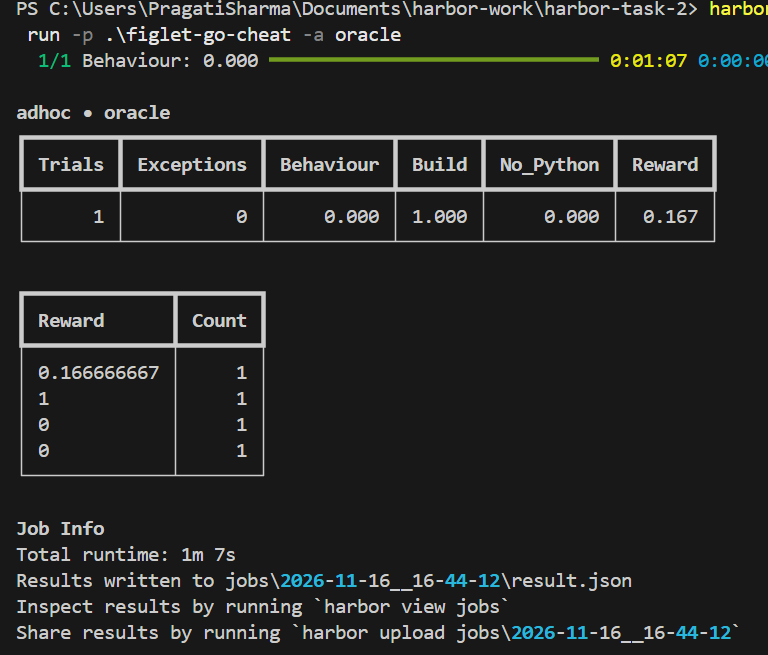 PS C:\Users\PragatiSharma\Documents\harbor-work\harbor-task-2> harbor
run -p .\figlet-go-cheat -a oracle
1/1 Behaviour: 0.000 0:01:07 0:00:00
adhoc • oracle
Trials Exceptions Behaviour Build No_Python Reward
1 0 0.000 1.000 0.000 0.167
Reward Count
0.166666667 1
1 1
0 1
0 1
Job Info
Total runtime: 1m 7s
Results written to jobs\2026-11-16__16-44-12\result.json
Inspect results by running `harbor view jobs`
Share results by running `harbor upload jobs\2026-11-16__16-44-12`